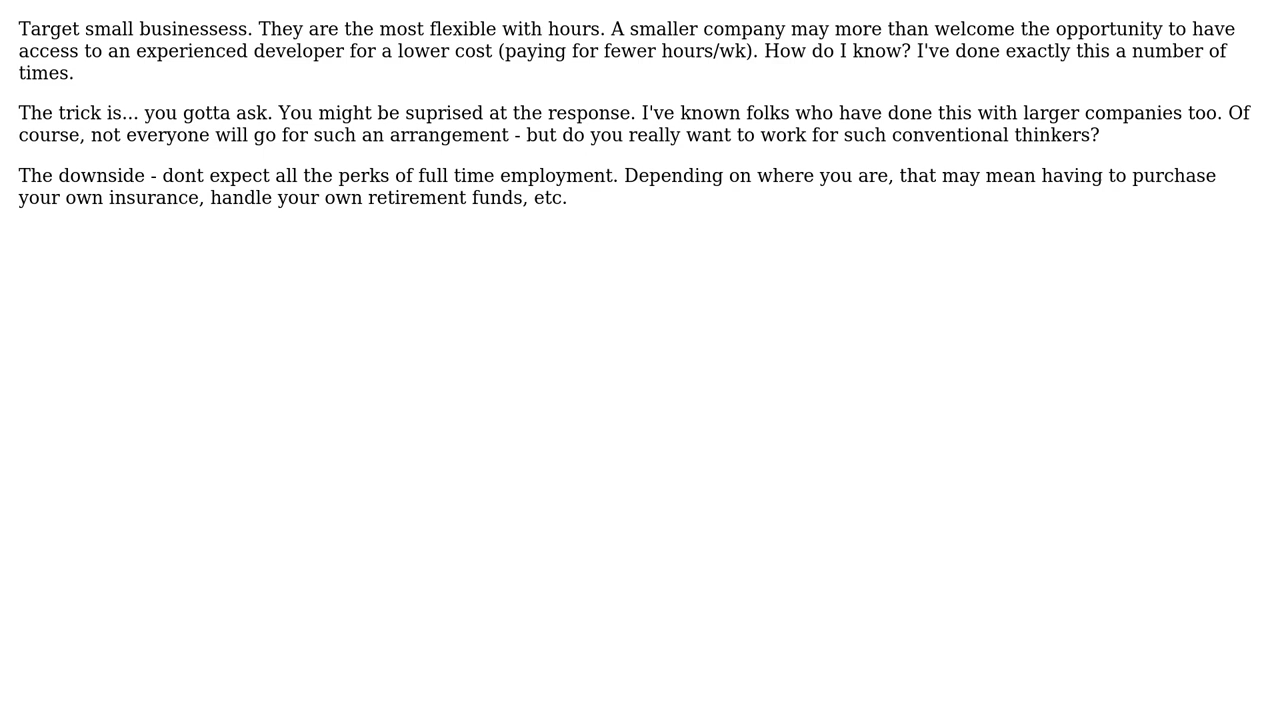 Target small businessess. They are the most flexible with hours. A smaller company may more than welcome the opportunity to have
access to an experienced developer for a lower cost (paying for fewer hours/wk). How do I know? I've done exactly this a number of
times.
The trick is... you gotta ask. You might be suprised at the response. I've known folks who have done this with larger companies too. Of
course, not everyone will go for such an arrangement - but do you really want to work for such conventional thinkers?
The downside - dont expect all the perks of full time employment. Depending on where you are, that may mean having to purchase
your own insurance, handle your own retirement funds, etc.